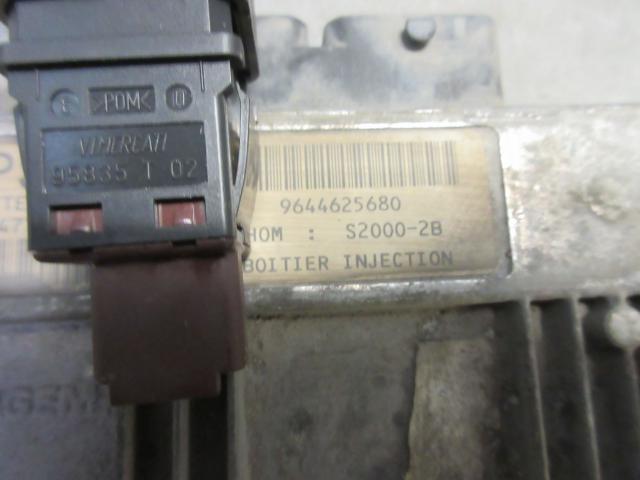 >POM<
VIMERCATI
95835 T 02
9644625680
HOM : S2000-2B
BOITIER INJECTION